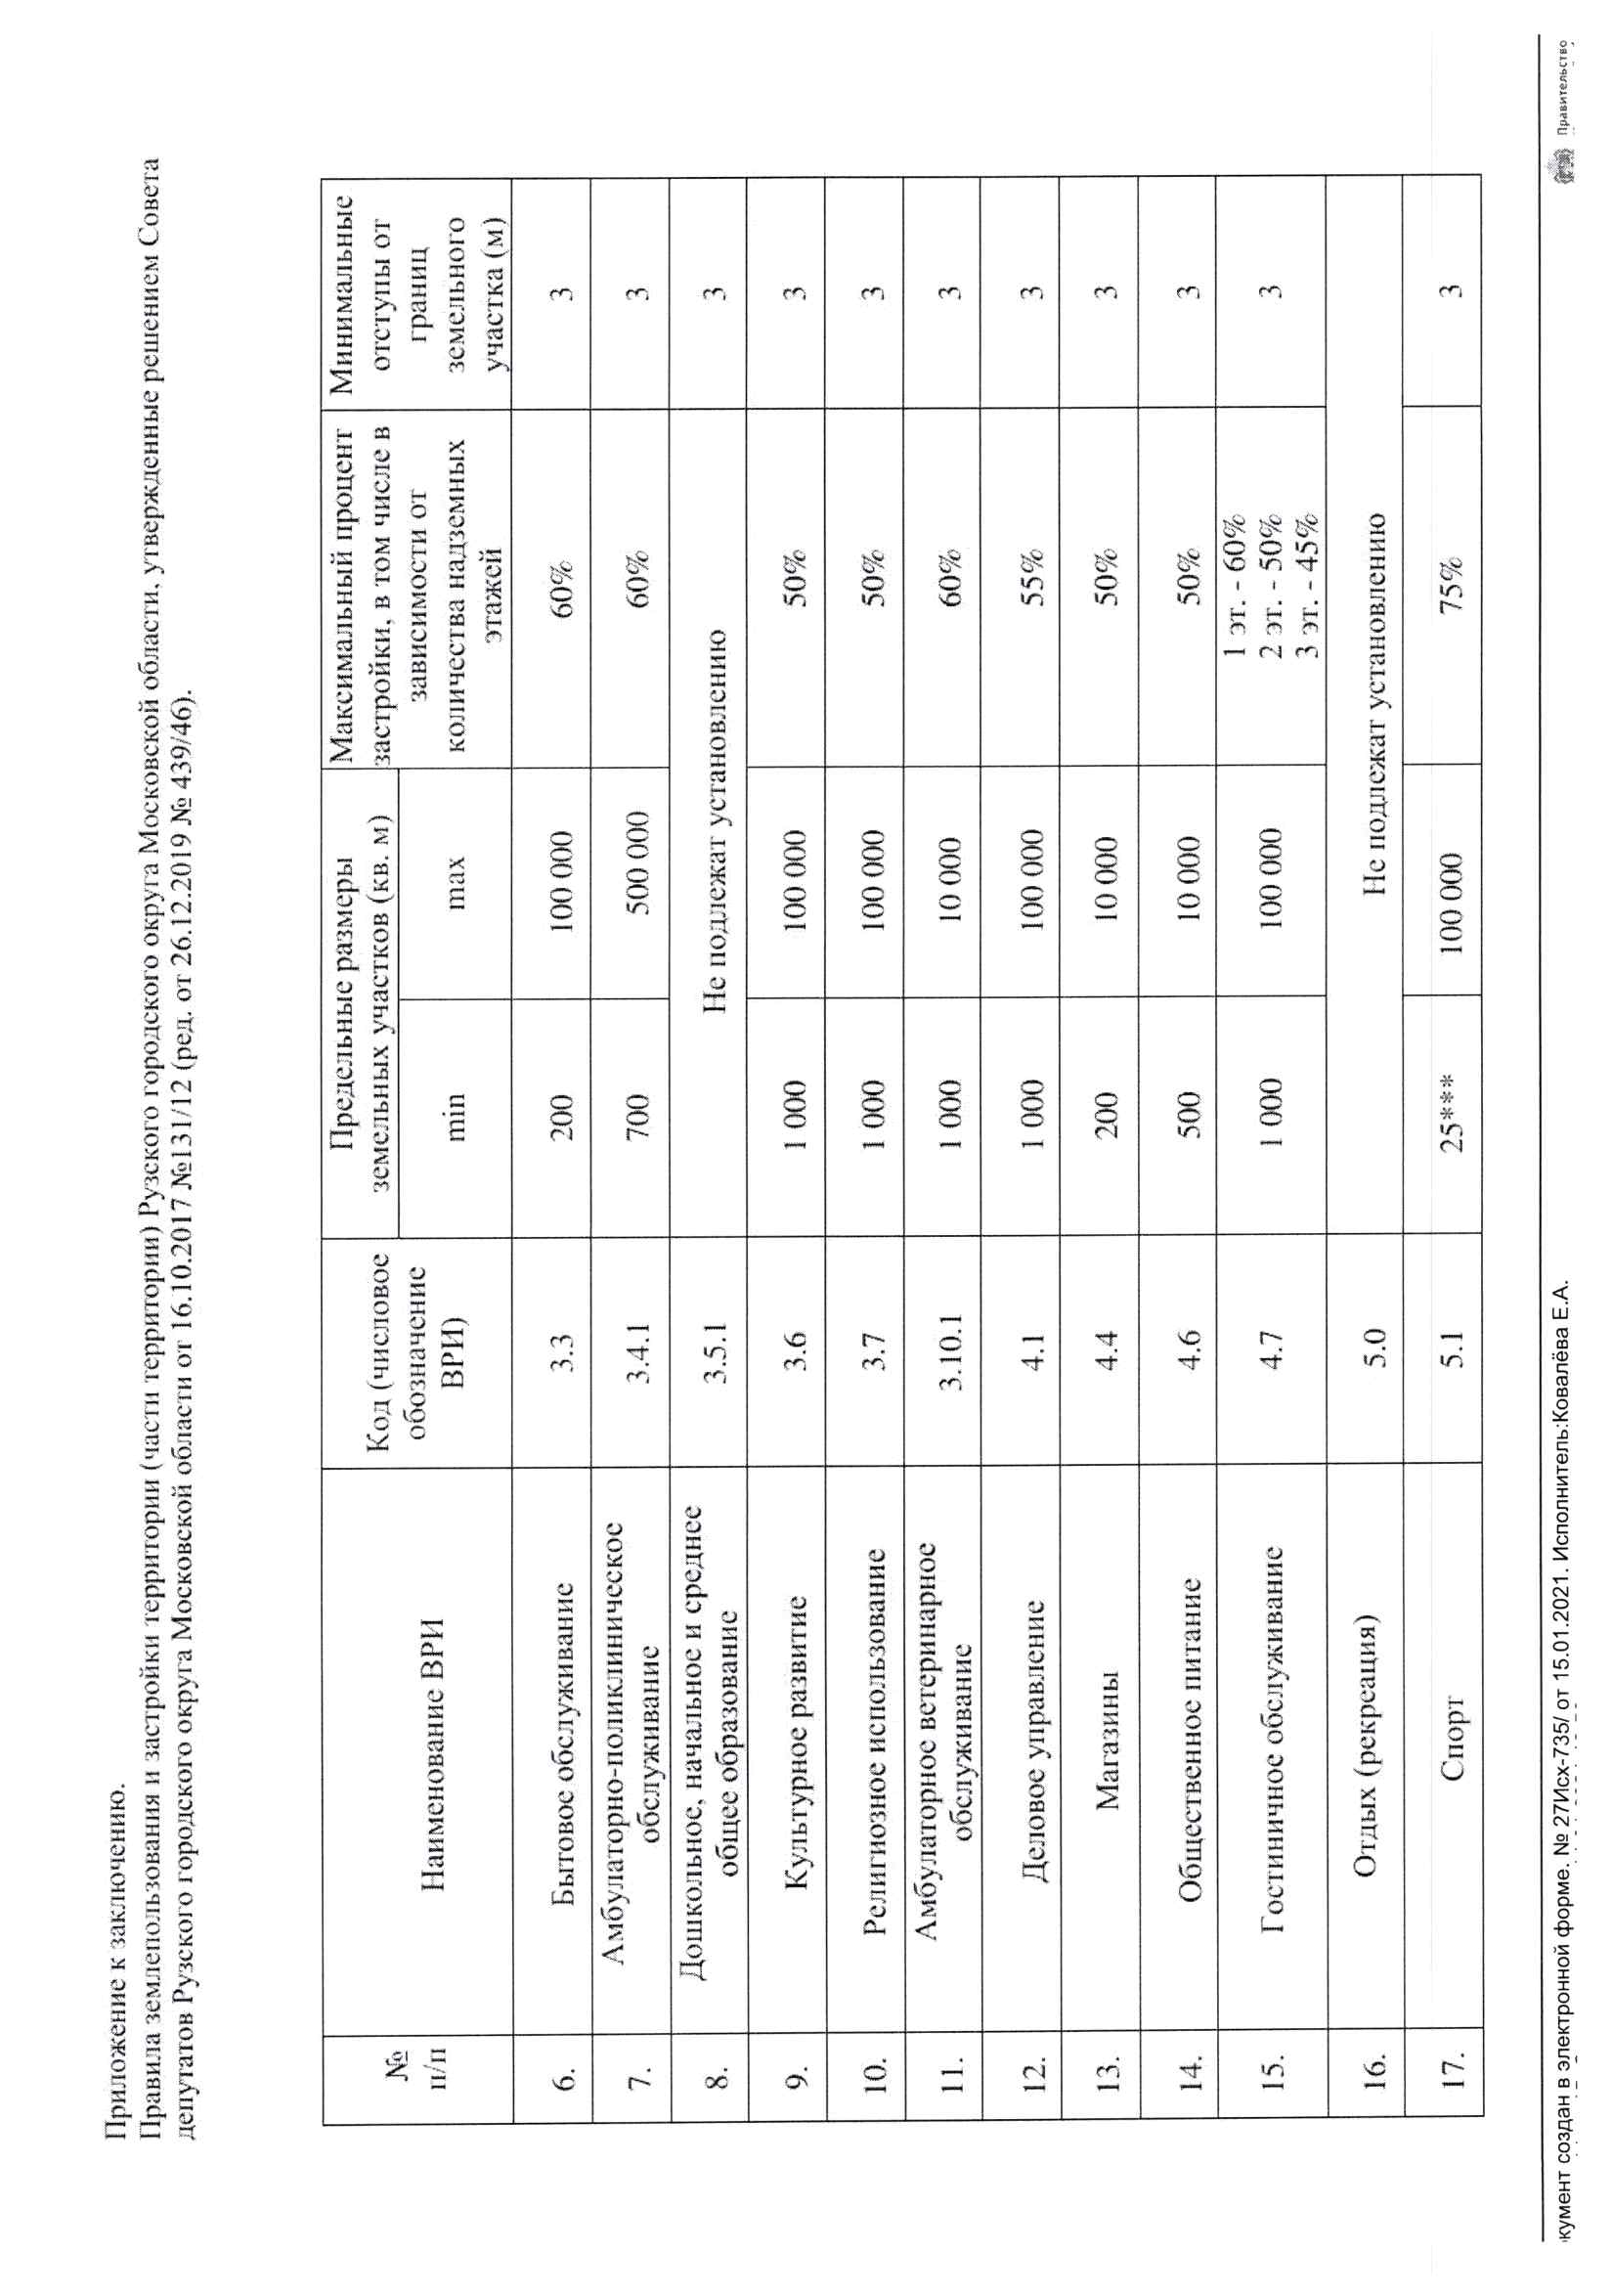 Приложение к заключению.
Правила землепользования и застройки территории (части территории) Рузского городского округа Московской области, утвержденные решением Совета
депутатов Рузского городского округа Московской области от 16.10.2017 №131/12 (ред. от 26.12.2019 № 439/46).
№ п/п | Наименование ВРИ | Код (числовое обозначение ВРИ) | Предельные размеры земельных участков (кв. м) | Максимальный процент застройки, в том числе в зависимости от количества надземных этажей | Минимальные отступы от границ земельного участка (м)
min | max
6. | Бытовое обслуживание | 3.3 | 200 | 100 000 | 60% | 3
7. | Амбулаторно-поликлиническое обслуживание | 3.4.1 | 700 | 500 000 | 60% | 3
8. | Дошкольное, начальное и среднее общее образование | 3.5.1 | Не подлежат установлению | 3
9. | Культурное развитие | 3.6 | 1 000 | 100 000 | 50% | 3
10. | Религиозное использование | 3.7 | 1 000 | 100 000 | 50% | 3
11. | Амбулаторное ветеринарное обслуживание | 3.10.1 | 1 000 | 10 000 | 60% | 3
12. | Деловое управление | 4.1 | 1 000 | 100 000 | 55% | 3
13. | Магазины | 4.4 | 200 | 10 000 | 50% | 3
14. | Общественное питание | 4.6 | 500 | 10 000 | 50% | 3
15. | Гостиничное обслуживание | 4.7 | 1 000 | 100 000 | 1 эт. - 60% 2 эт. - 50% 3 эт. - 45% | 3
16. | Отдых (рекреация) | 5.0 | Не подлежат установлению
17. | Спорт | 5.1 | 25*** | 100 000 | 75% | 3
кумент создан в электронной форме. № 27Исх-735/ от 15.01.2021. Исполнитель:Ковалёва Е.А.
Правительство